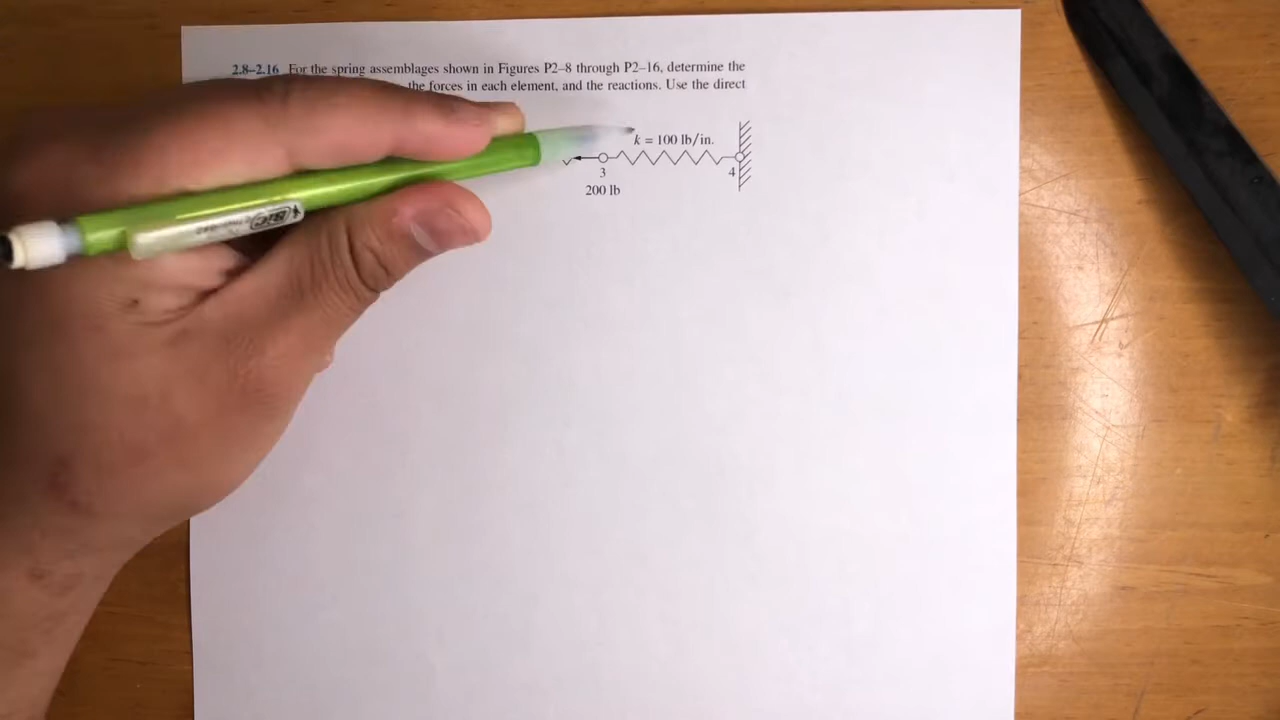 2.8–2.16 For the spring assemblages shown in Figures P2–8 through P2–16, determine the
the forces in each element, and the reactions. Use the direct
k = 100 lb/in.
3
4
200 lb
BIC